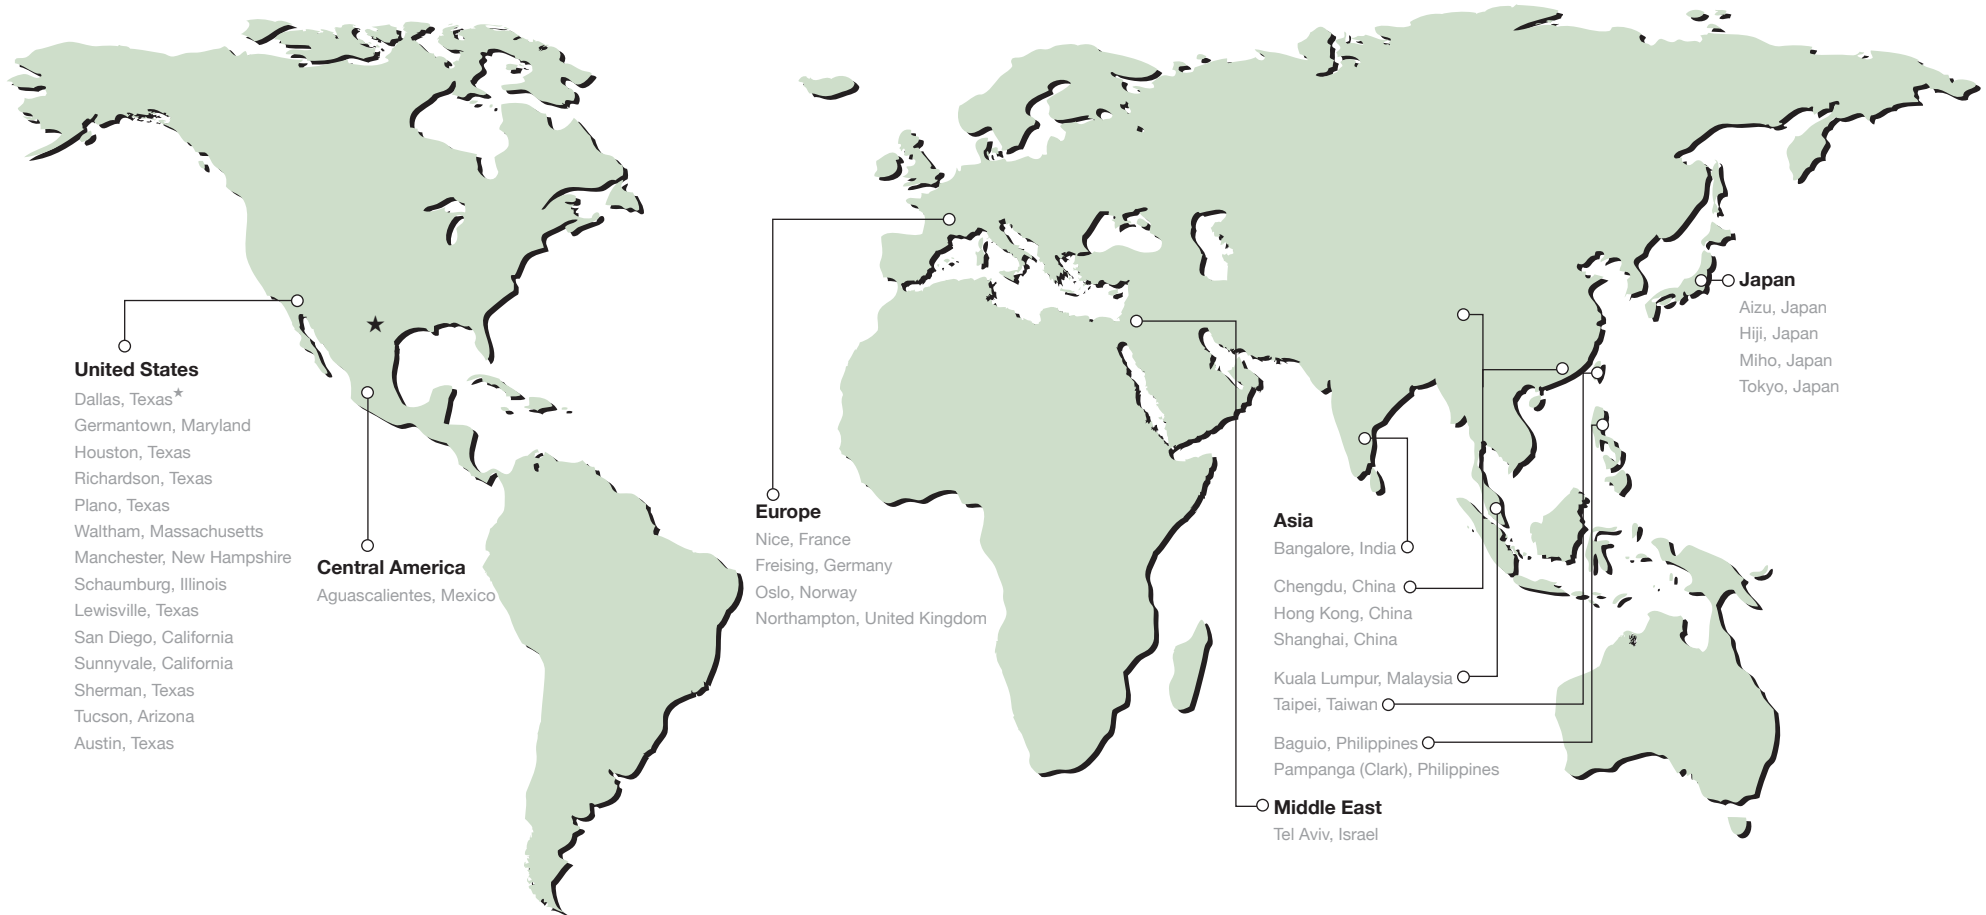 United States
Dallas, Texas★
Germantown, Maryland
Houston, Texas
Richardson, Texas
Plano, Texas
Waltham, Massachusetts
Manchester, New Hampshire
Schaumburg, Illinois
Lewisville, Texas
San Diego, California
Sunnyvale, California
Sherman, Texas
Tucson, Arizona
Austin, Texas
Central America
Aguascalientes, Mexico
Europe
Nice, France
Freising, Germany
Oslo, Norway
Northampton, United Kingdom
Asia
Bangalore, India
Chengdu, China
Hong Kong, China
Shanghai, China
Kuala Lumpur, Malaysia
Taipei, Taiwan
Baguio, Philippines
Pampanga (Clark), Philippines
Middle East
Tel Aviv, Israel
Japan
Aizu, Japan
Hiji, Japan
Miho, Japan
Tokyo, Japan